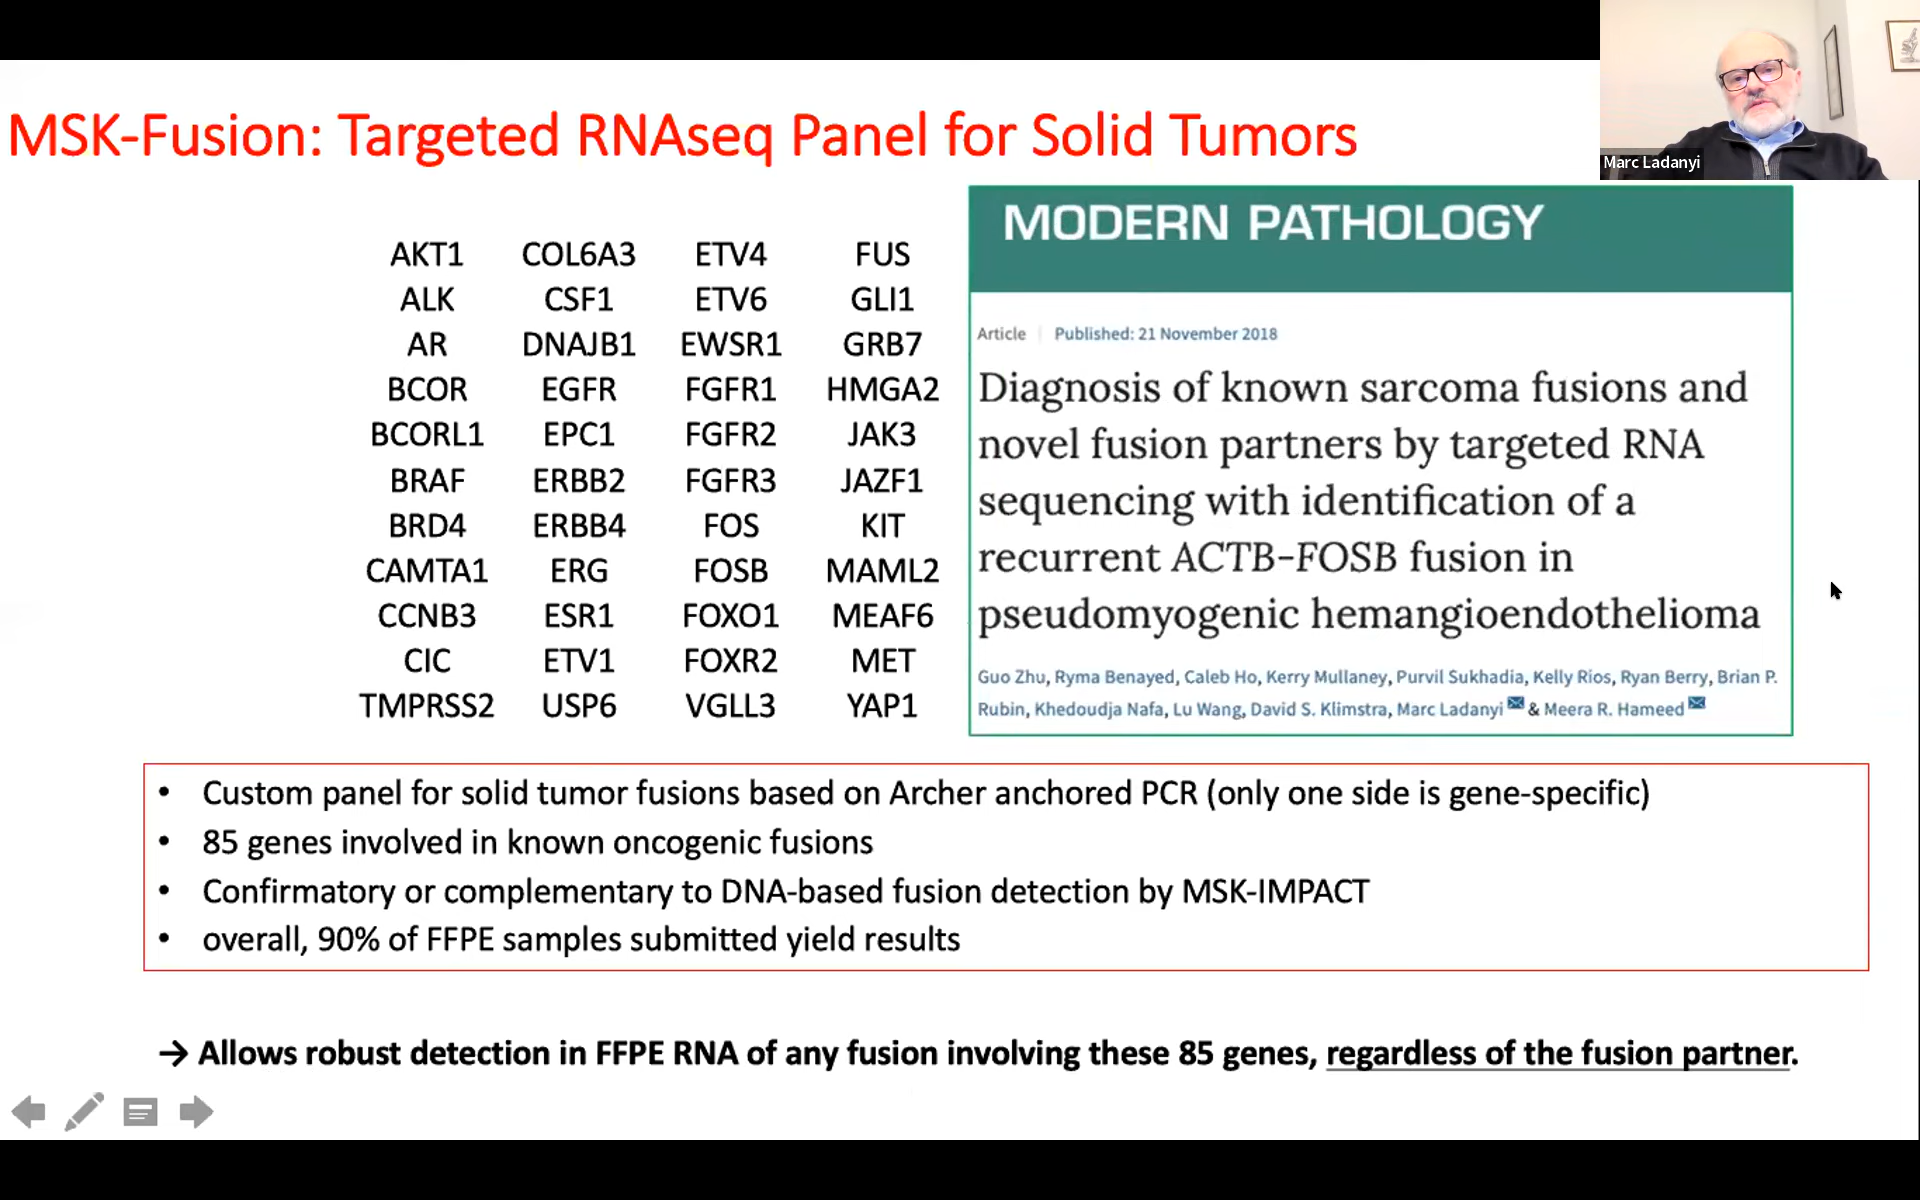 MSK-Fusion: Targeted RNAseq Panel for Solid Tumors
Marc Ladanyi
AKT1 COL6A3 ETV4 FUS
ALK CSF1 ETV6 GLI1
AR DNAJB1 EWSR1 GRB7
BCOR EGFR FGFR1 HMGA2
BCORL1 EPC1 FGFR2 JAK3
BRAF ERBB2 FGFR3 JAZF1
BRD4 ERBB4 FOS KIT
CAMTA1 ERG FOSB MAML2
CCNB3 ESR1 FOXO1 MEAF6
CIC ETV1 FOXR2 MET
TMPRSS2 USP6 VGLL3 YAP1
MODERN PATHOLOGY
Article Published: 21 November 2018
Diagnosis of known sarcoma fusions and
novel fusion partners by targeted RNA
sequencing with identification of a
recurrent ACTB-FOSB fusion in
pseudomyogenic hemangioendothelioma
Guo Zhu, Ryma Benayed, Caleb Ho, Kerry Mullaney, Purvil Sukhadia, Kelly Rios, Ryan Berry, Brian P.
Rubin, Khedoudja Nafa, Lu Wang, David S. Klimstra, Marc Ladanyi & Meera R. Hameed
• Custom panel for solid tumor fusions based on Archer anchored PCR (only one side is gene-specific)
• 85 genes involved in known oncogenic fusions
• Confirmatory or complementary to DNA-based fusion detection by MSK-IMPACT
• overall, 90% of FFPE samples submitted yield results
→ Allows robust detection in FFPE RNA of any fusion involving these 85 genes, regardless of the fusion partner.